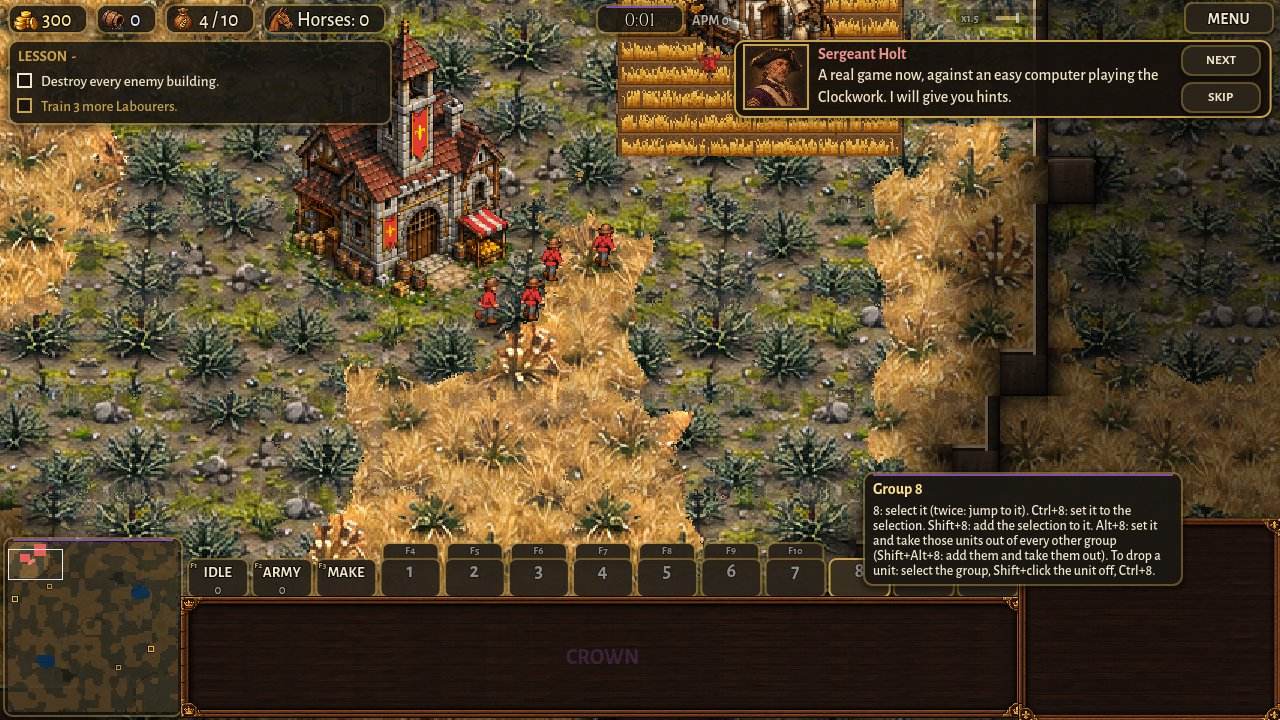 300
0
4/10
Horses: 0
0:01
APM 0
x1.5
MENU
LESSON -
Destroy every enemy building.
Train 3 more Labourers.
Sergeant Holt
A real game now, against an easy computer playing the
Clockwork. I will give you hints.
NEXT
SKIP
Group 8
8: select it (twice: jump to it). Ctrl+8: set it to the
selection. Shift+8: add the selection to it. Alt+8: set it
and take those units out of every other group
(Shift+Alt+8: add them and take them out). To drop a
unit: select the group, Shift+click the unit off, Ctrl+8.
F1 IDLE 0
F2 ARMY 0
F3 MAKE
F4 1
F5 2
F6 3
F7 4
F8 5
F9 6
F10 7
8
CROWN